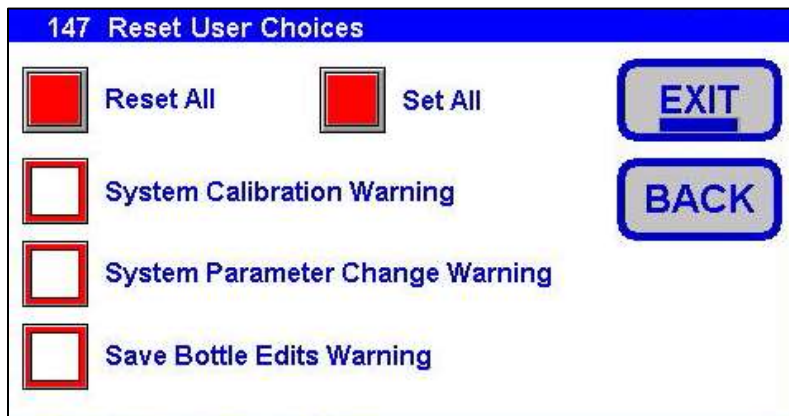 147 Reset User Choices
Reset All
Set All
EXIT
System Calibration Warning
BACK
System Parameter Change Warning
Save Bottle Edits Warning